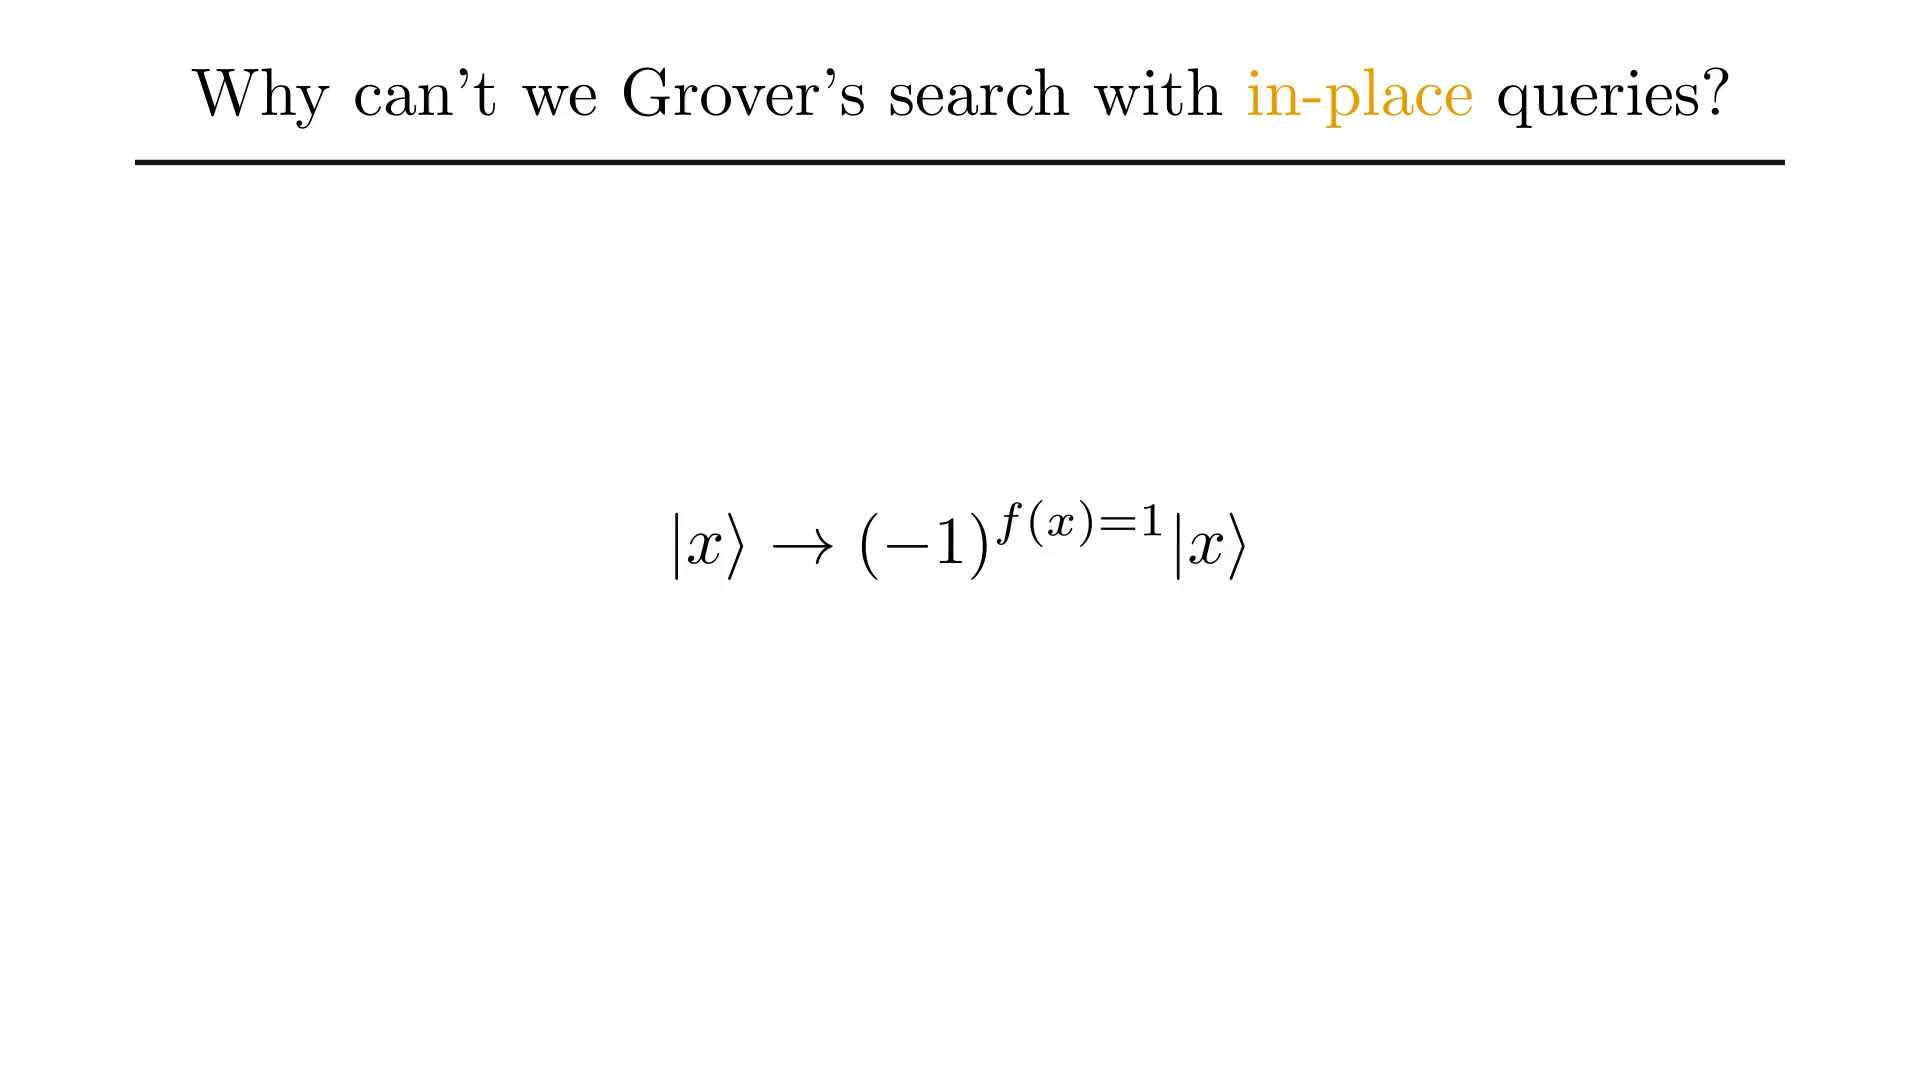 Why can't we Grover's search with in-place queries?
|x⟩ → (−1)^{f(x)=1}|x⟩